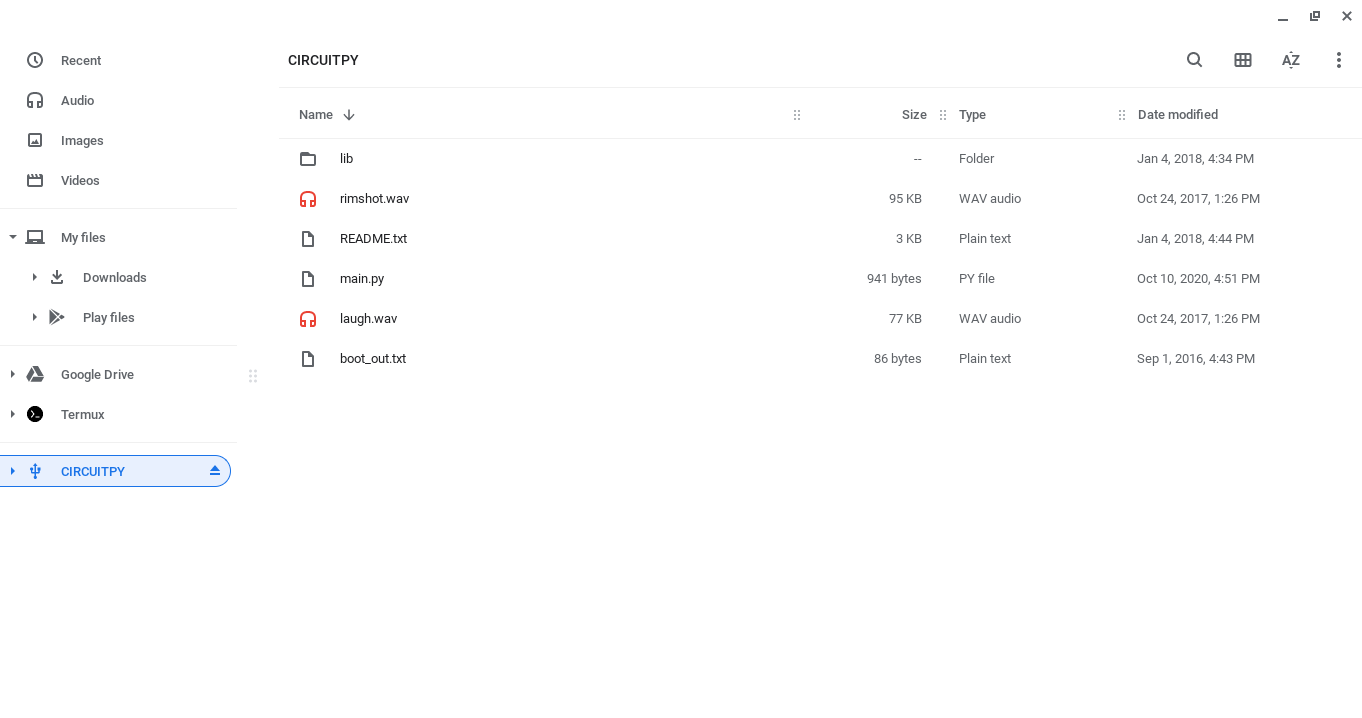 Recent
Audio
Images
Videos
My files
Downloads
Play files
Google Drive
Termux
CIRCUITPY
CIRCUITPY
AZ
Name Size Type Date modified
lib -- Folder Jan 4, 2018, 4:34 PM
rimshot.wav 95 KB WAV audio Oct 24, 2017, 1:26 PM
README.txt 3 KB Plain text Jan 4, 2018, 4:44 PM
main.py 941 bytes PY file Oct 10, 2020, 4:51 PM
laugh.wav 77 KB WAV audio Oct 24, 2017, 1:26 PM
boot_out.txt 86 bytes Plain text Sep 1, 2016, 4:43 PM